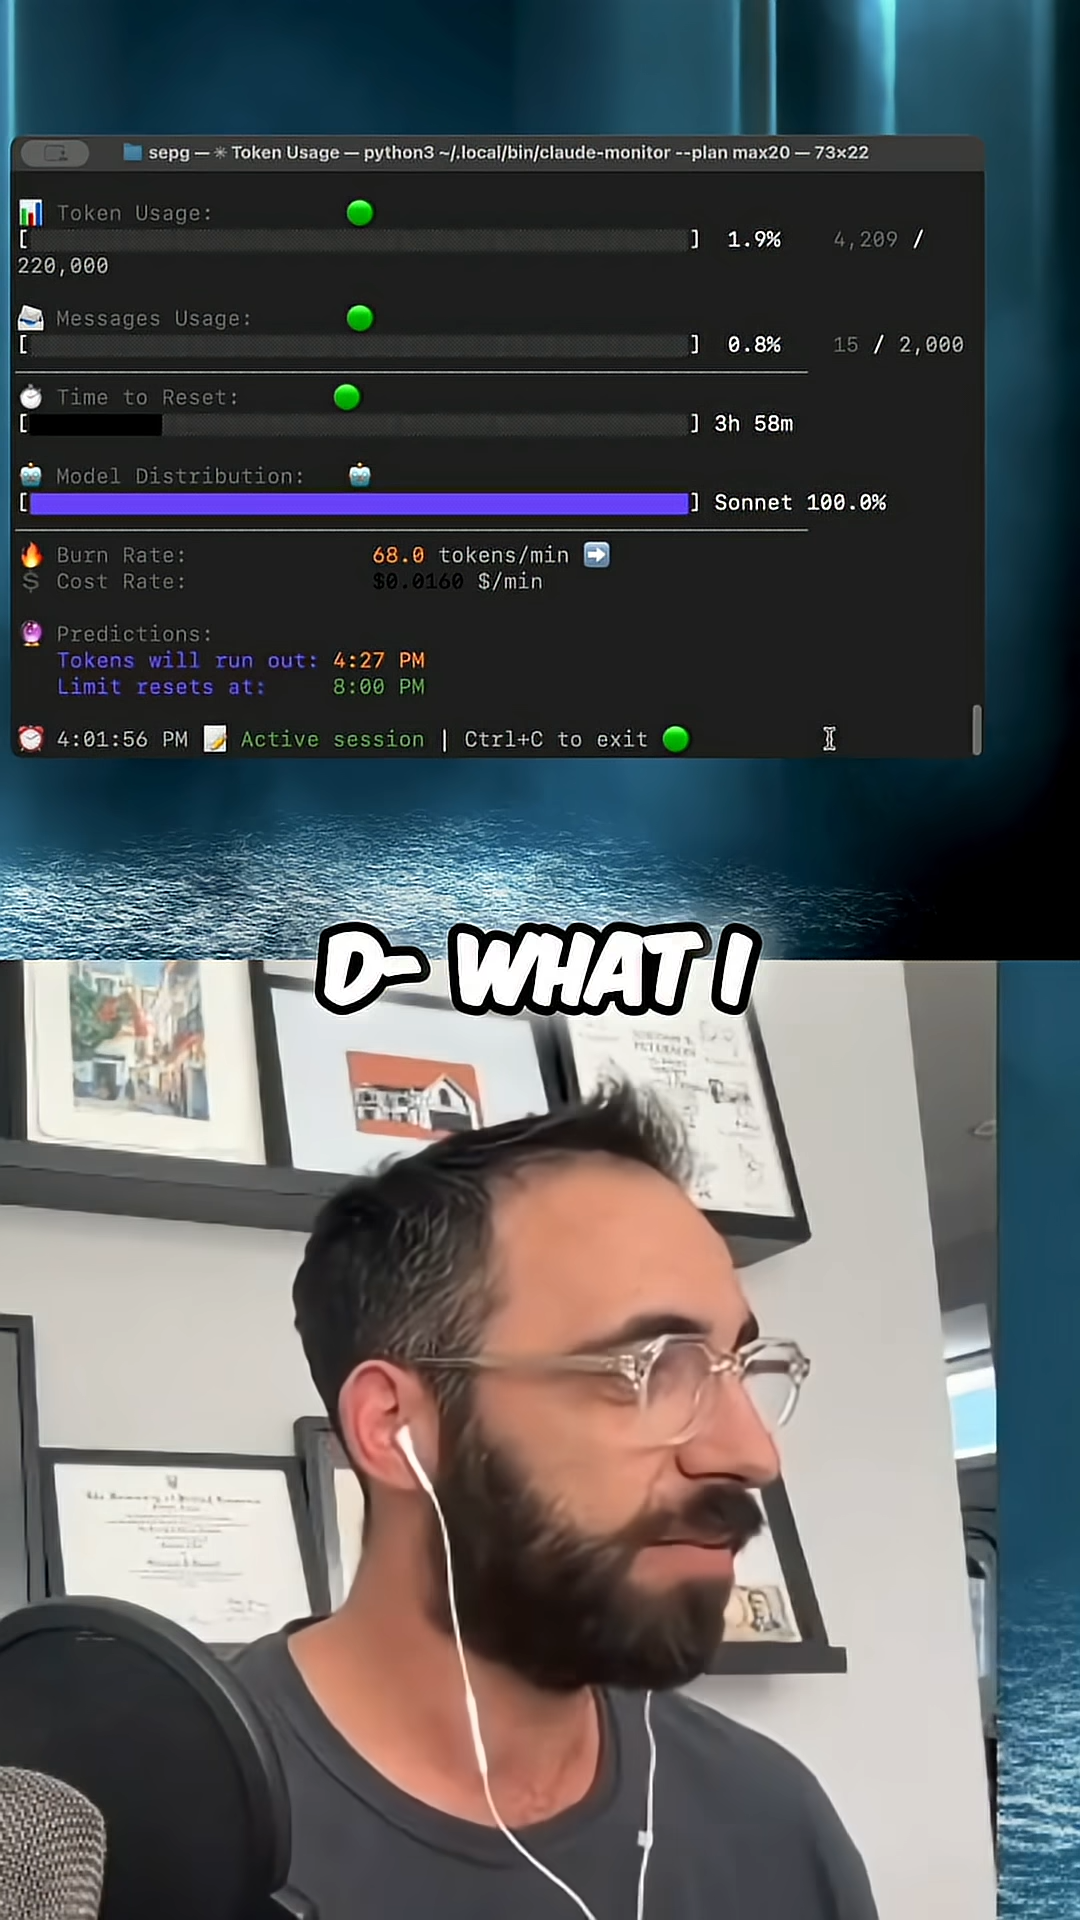 sepg — ✳ Token Usage — python3 ~/.local/bin/claude-monitor --plan max20 — 73×22
📊 Token Usage: 🟢
[ ] 1.9% 4,209 /
220,000
📨 Messages Usage: 🟢
[ ] 0.8% 15 / 2,000
⏱️ Time to Reset: 🟢
[ ] 3h 58m
🤖 Model Distribution: 🤖
[ ] Sonnet 100.0%
🔥 Burn Rate: 68.0 tokens/min ➡️
$ Cost Rate: $0.0160 $/min
🔮 Predictions:
Tokens will run out: 4:27 PM
Limit resets at: 8:00 PM
⏰ 4:01:56 PM 📝 Active session | Ctrl+C to exit 🟢
D- WHAT I
PETERSON